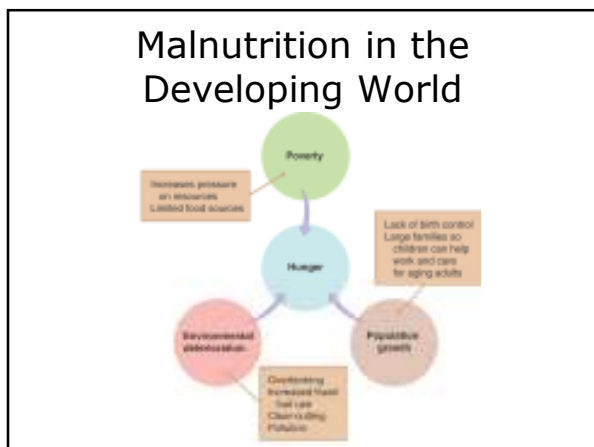 Malnutrition in the
Developing World
Poverty
Increases pressure
on resources
Limited food sources
Lack of birth control
Large families so
children can help
work and care
for aging adults
Hunger
Environmental
deterioration
Population
growth
Increased fossil
fuel use
Clear-cutting
Pollution